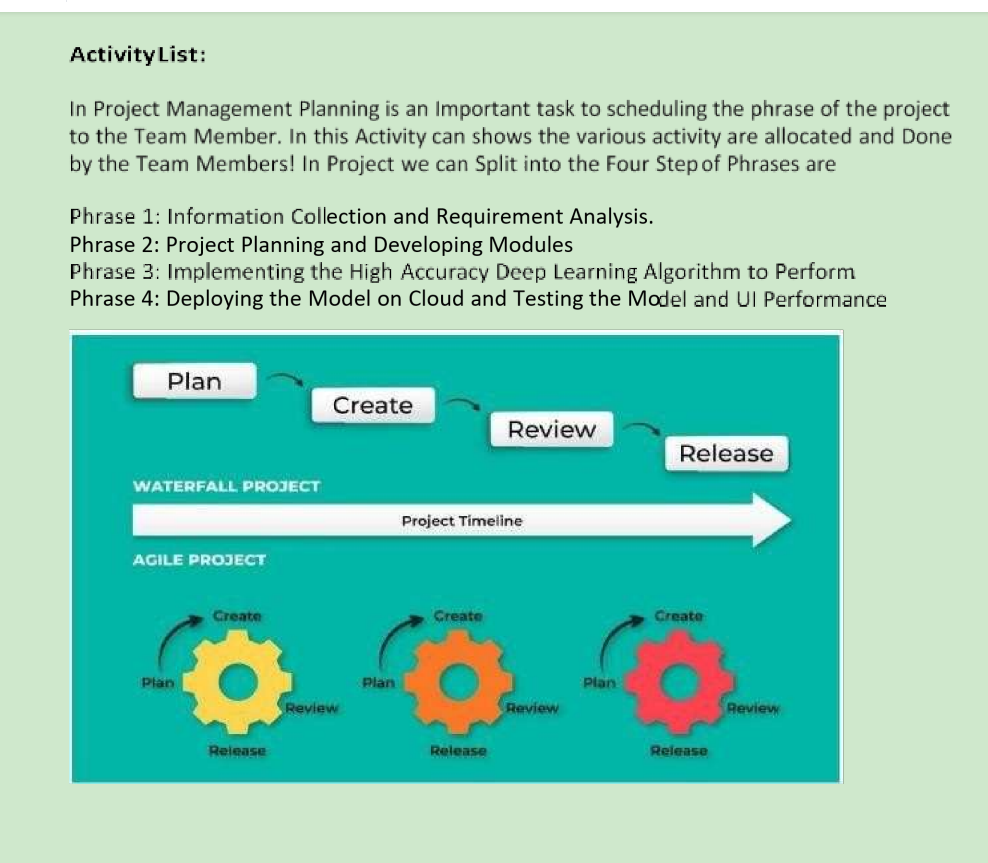 Activity List:
In Project Management Planning is an Important task to scheduling the phrase of the project
to the Team Member. In this Activity can shows the various activity are allocated and Done
by the Team Members! In Project we can Split into the Four Step of Phrases are
Phrase 1: Information Collection and Requirement Analysis.
Phrase 2: Project Planning and Developing Modules
Phrase 3: Implementing the High Accuracy Deep Learning Algorithm to Perform
Phrase 4: Deploying the Model on Cloud and Testing the Model and UI Performance
Plan
Create
Review
Release
WATERFALL PROJECT
Project Timeline
AGILE PROJECT
Create
Plan
Review
Release
Create
Plan
Review
Release
Create
Plan
Review
Release